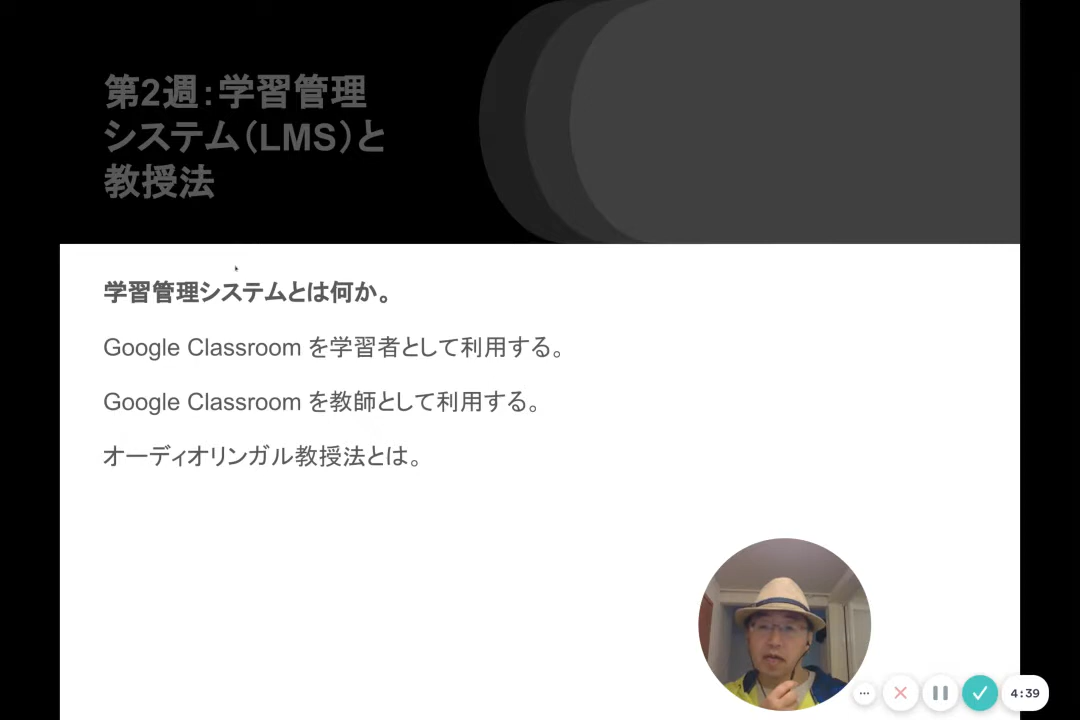 第2週：学習管理
システム（LMS）と
教授法
学習管理システムとは何か。
Google Classroom を学習者として利用する。
Google Classroom を教師として利用する。
オーディオリンガル教授法とは。
4:39